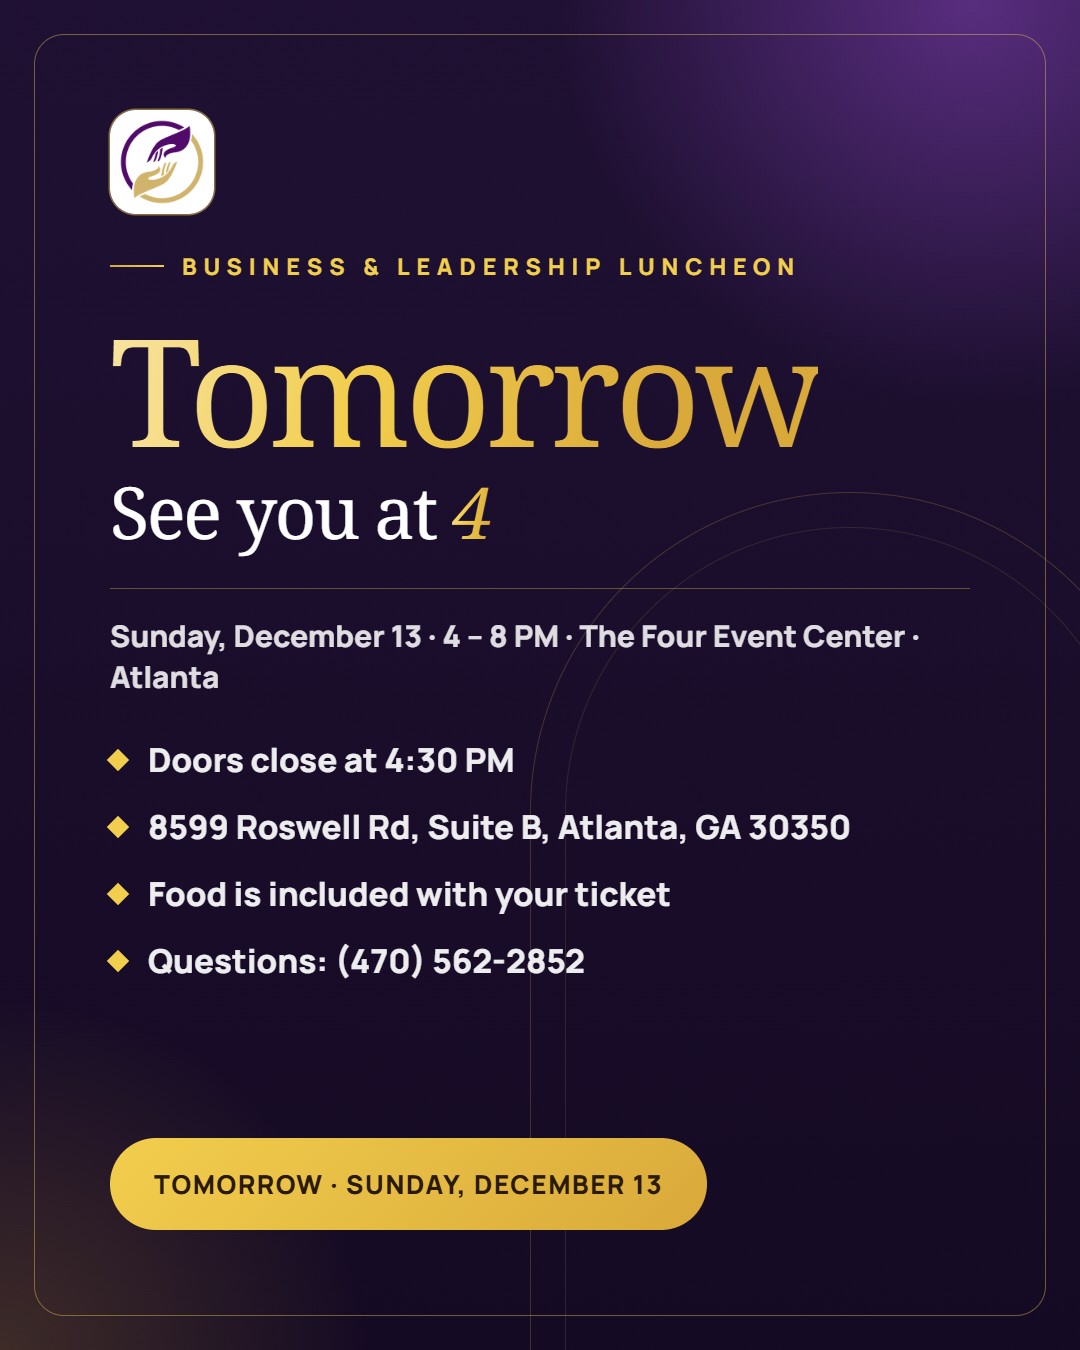 BUSINESS & LEADERSHIP LUNCHEON
Tomorrow
See you at 4
Sunday, December 13 · 4 – 8 PM · The Four Event Center ·
Atlanta
Doors close at 4:30 PM
8599 Roswell Rd, Suite B, Atlanta, GA 30350
Food is included with your ticket
Questions: (470) 562-2852
TOMORROW · SUNDAY, DECEMBER 13